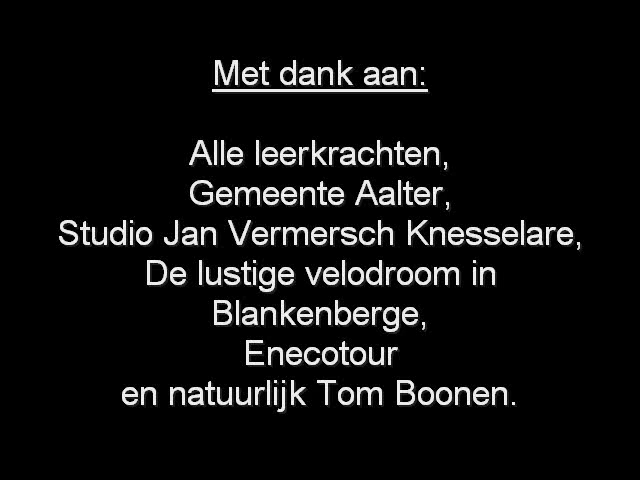 Met dank aan:
Alle leerkrachten,
Gemeente Aalter,
Studio Jan Vermersch Knesselare,
De lustige velodroom in
Blankenberge,
Enecotour
en natuurlijk Tom Boonen.